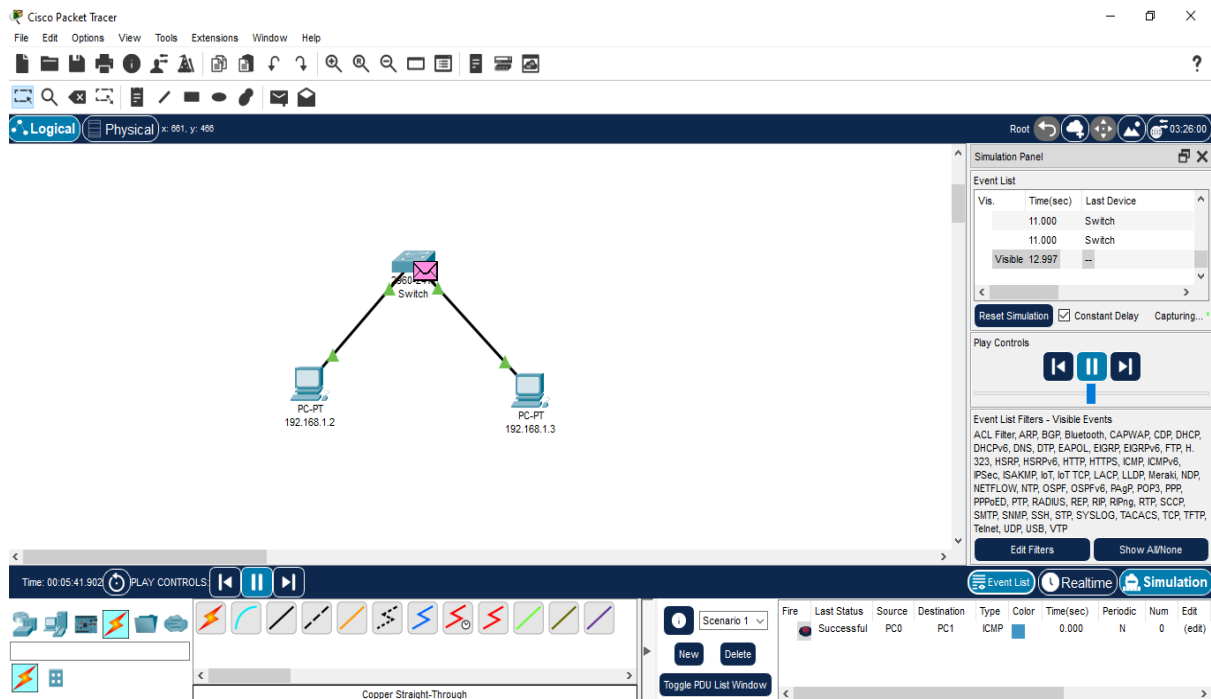 Cisco Packet Tracer
File Edit Options View Tools Extensions Window Help
Logical Physical x: 661, y: 466 Root 03:26:00
Simulation Panel
Event List
Vis. Time(sec) Last Device
11.000 Switch
11.000 Switch
Visible 12.997 --
Reset Simulation Constant Delay Capturing...
Play Controls
Event List Filters - Visible Events
ACL Filter, ARP, BGP, Bluetooth, CAPWAP, CDP, DHCP,
DHCPv6, DNS, DTP, EAPOL, EIGRP, EIGRPv6, FTP, H.
323, HSRP, HSRPv6, HTTP, HTTPS, ICMP, ICMPv6,
IPSec, ISAKMP, IoT, IoT TCP, LACP, LLDP, Meraki, NDP,
NETFLOW, NTP, OSPF, OSPFv6, PAgP, POP3, PPP,
PPPoED, PTP, RADIUS, REP, RIP, RIPng, RTP, SCCP,
SMTP, SNMP, SSH, STP, SYSLOG, TACACS, TCP, TFTP,
Telnet, UDP, USB, VTP
Edit Filters Show All/None
Switch
PC-PT
192.168.1.2
PC-PT
192.168.1.3
Time: 00:05:41.902 PLAY CONTROLS: Event List Realtime Simulation
Scenario 1
New Delete
Toggle PDU List Window
Fire Last Status Source Destination Type Color Time(sec) Periodic Num Edit
Successful PC0 PC1 ICMP 0.000 N 0 (edit)
Copper Straight-Through